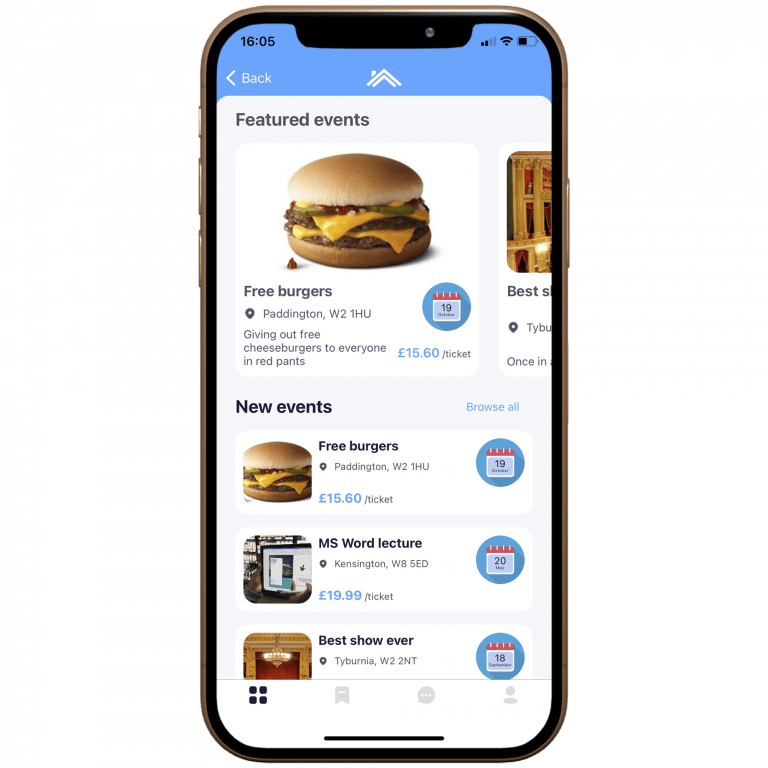 16:05
Back
Featured events
Free burgers
Paddington, W2 1HU
Giving out free
cheeseburgers to everyone
in red pants
19
October
£15.60 /ticket
Best s
Tybu
Once in a
New events
Browse all
Free burgers
Paddington, W2 1HU
£15.60 /ticket
19
October
MS Word lecture
Kensington, W8 5ED
£19.99 /ticket
20
May
Best show ever
Tyburnia, W2 2NT
18
September